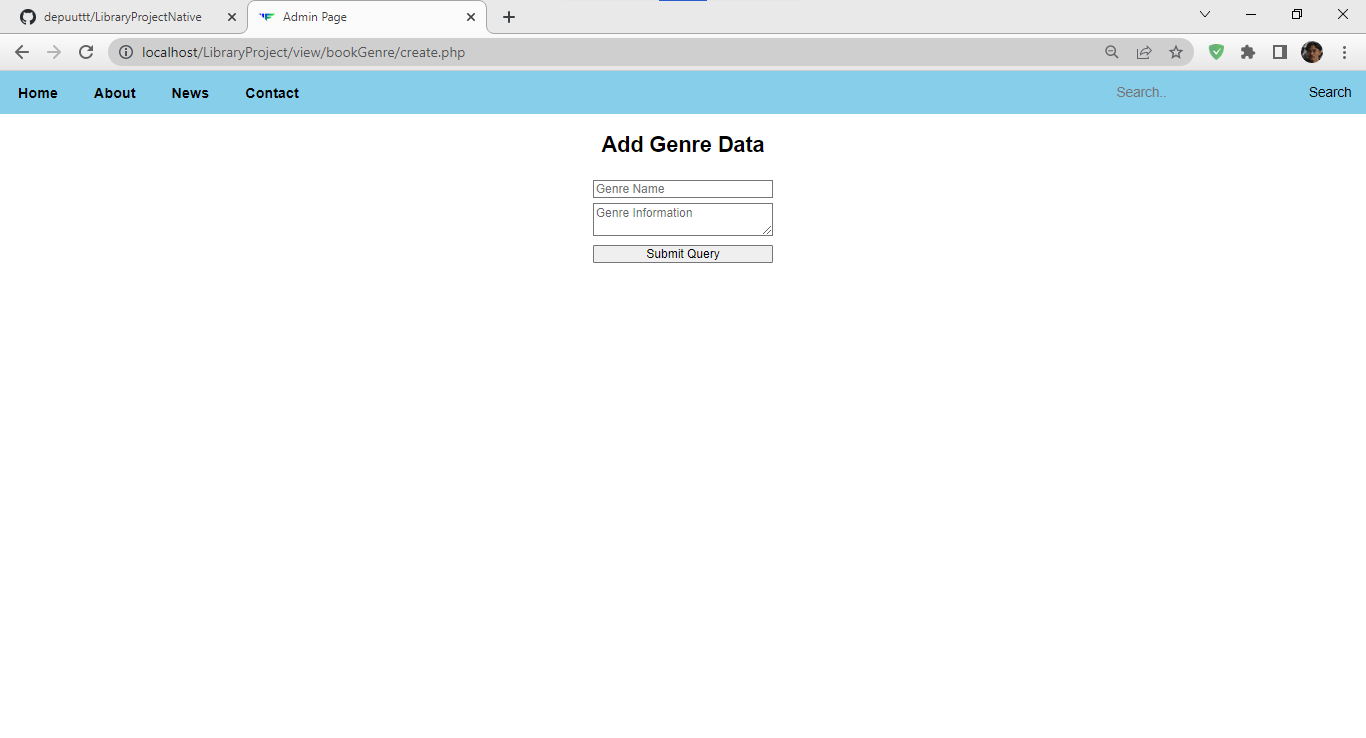 depuuttt/LibraryProjectNative
Admin Page
localhost/LibraryProject/view/bookGenre/create.php
Home About News Contact Search.. Search
Add Genre Data
Genre Name
Genre Information
Submit Query